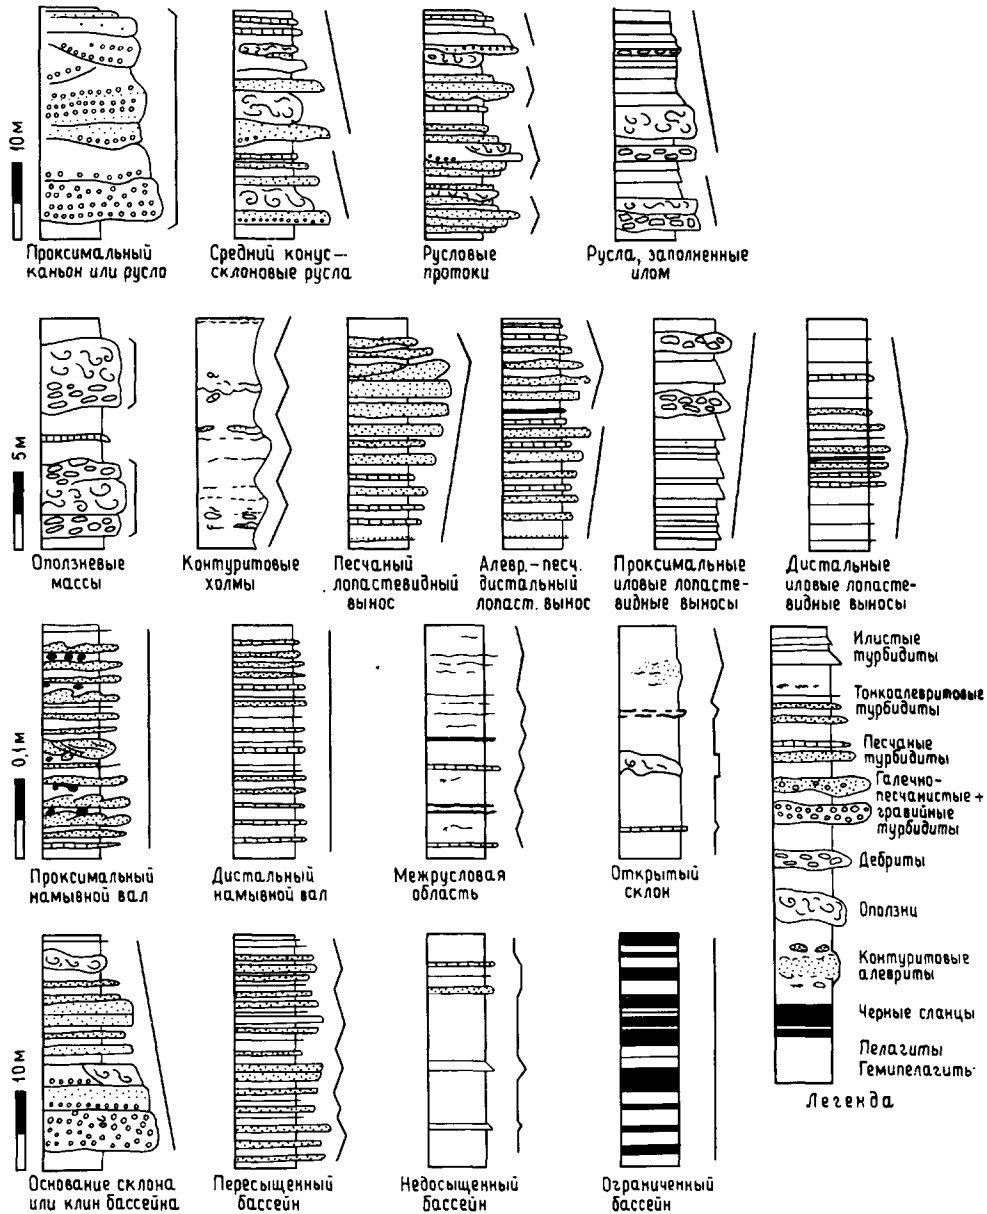 10м
Проксимальный
каньон или русло
Средний конус—
склоновые русла
Русловые
протоки
Русла, заполненные
илом
5м
Оползневые
массы
Контуритовые
холмы
Песчаный
лопастевидный
вынос
Алевр.-песч.
дистальный
лопаст. вынос
Проксимальные
иловые лопасте-
видные выносы
Дистальные
иловые лопасте-
видные выносы
0,1м
Проксимальный
намывной вал
Дистальный
намывной вал
Межрусловая
область
Открытый
склон
10м
Основание склона
или клин бассейна
Пересыщенный
бассейн
Недосыщенный
бассейн
Ограниченный
бассейн
Илистые
турбидиты
Тонкоалевритовые
турбидиты
Песчаные
турбидиты
Галечно-
песчанистые +
гравийные
турбидиты
Дебриты
Оползни
Контуритовые
алевриты
Черные сланцы
Пелагиты
Гемипелагить
Легенда